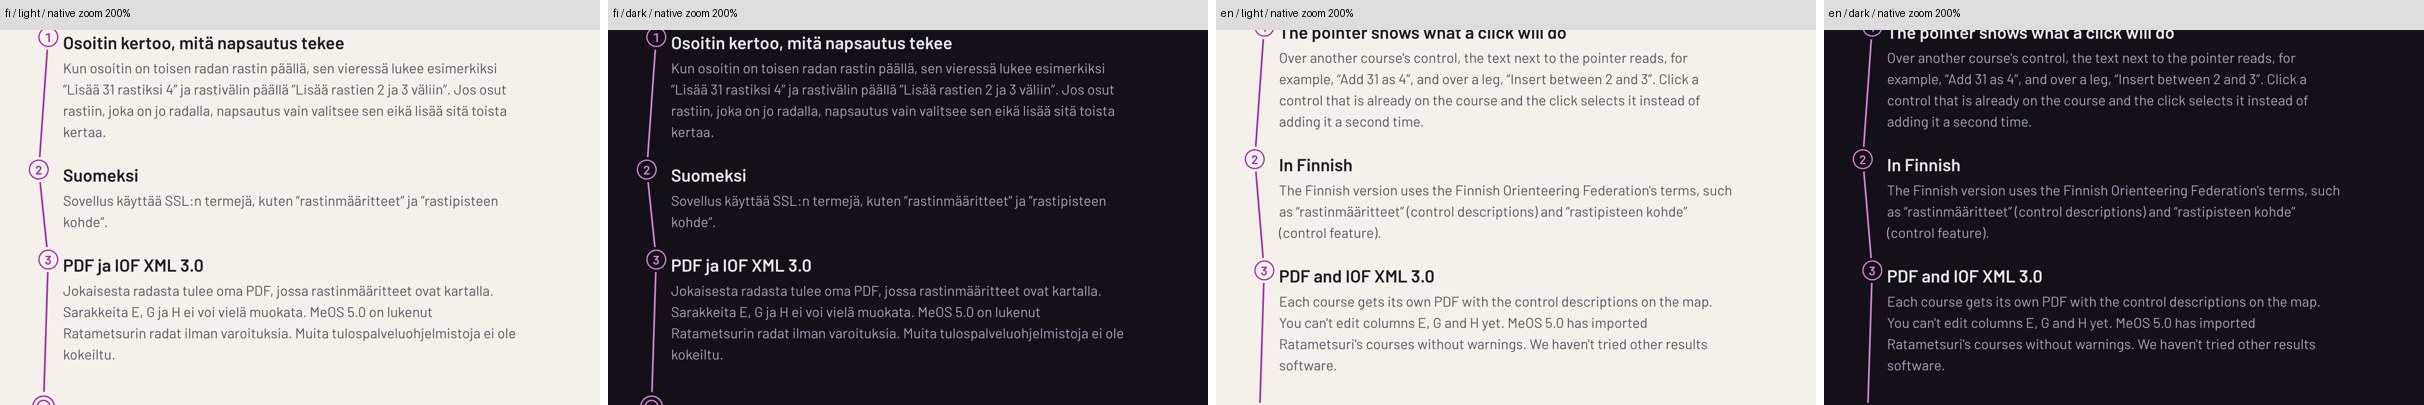 fi / light / native zoom 200%
1
Osoitin kertoo, mitä napsautus tekee
Kun osoitin on toisen radan rastin päällä, sen vieressä lukee esimerkiksi
”Lisää 31 rastiksi 4” ja rastivälin päällä ”Lisää rastien 2 ja 3 väliin”. Jos osut
rastiin, joka on jo radalla, napsautus vain valitsee sen eikä lisää sitä toista
kertaa.
2
Suomeksi
Sovellus käyttää SSL:n termejä, kuten ”rastinmääritteet” ja ”rastipisteen
kohde”.
3
PDF ja IOF XML 3.0
Jokaisesta radasta tulee oma PDF, jossa rastinmääritteet ovat kartalla.
Sarakkeita E, G ja H ei voi vielä muokata. MeOS 5.0 on lukenut
Ratametsurin radat ilman varoituksia. Muita tulospalveluohjelmistoja ei ole
kokeiltu.
fi / dark / native zoom 200%
1
Osoitin kertoo, mitä napsautus tekee
Kun osoitin on toisen radan rastin päällä, sen vieressä lukee esimerkiksi
”Lisää 31 rastiksi 4” ja rastivälin päällä ”Lisää rastien 2 ja 3 väliin”. Jos osut
rastiin, joka on jo radalla, napsautus vain valitsee sen eikä lisää sitä toista
kertaa.
2
Suomeksi
Sovellus käyttää SSL:n termejä, kuten ”rastinmääritteet” ja ”rastipisteen
kohde”.
3
PDF ja IOF XML 3.0
Jokaisesta radasta tulee oma PDF, jossa rastinmääritteet ovat kartalla.
Sarakkeita E, G ja H ei voi vielä muokata. MeOS 5.0 on lukenut
Ratametsurin radat ilman varoituksia. Muita tulospalveluohjelmistoja ei ole
kokeiltu.
en / light / native zoom 200%
The pointer shows what a click will do
Over another course's control, the text next to the pointer reads, for
example, “Add 31 as 4”, and over a leg, “Insert between 2 and 3”. Click a
control that is already on the course and the click selects it instead of
adding it a second time.
2
In Finnish
The Finnish version uses the Finnish Orienteering Federation's terms, such
as “rastinmääritteet” (control descriptions) and “rastipisteen kohde”
(control feature).
3
PDF and IOF XML 3.0
Each course gets its own PDF with the control descriptions on the map.
You can't edit columns E, G and H yet. MeOS 5.0 has imported
Ratametsuri's courses without warnings. We haven't tried other results
software.
en / dark / native zoom 200%
The pointer shows what a click will do
Over another course's control, the text next to the pointer reads, for
example, “Add 31 as 4”, and over a leg, “Insert between 2 and 3”. Click a
control that is already on the course and the click selects it instead of
adding it a second time.
2
In Finnish
The Finnish version uses the Finnish Orienteering Federation's terms, such
as “rastinmääritteet” (control descriptions) and “rastipisteen kohde”
(control feature).
3
PDF and IOF XML 3.0
Each course gets its own PDF with the control descriptions on the map.
You can't edit columns E, G and H yet. MeOS 5.0 has imported
Ratametsuri's courses without warnings. We haven't tried other results
software.